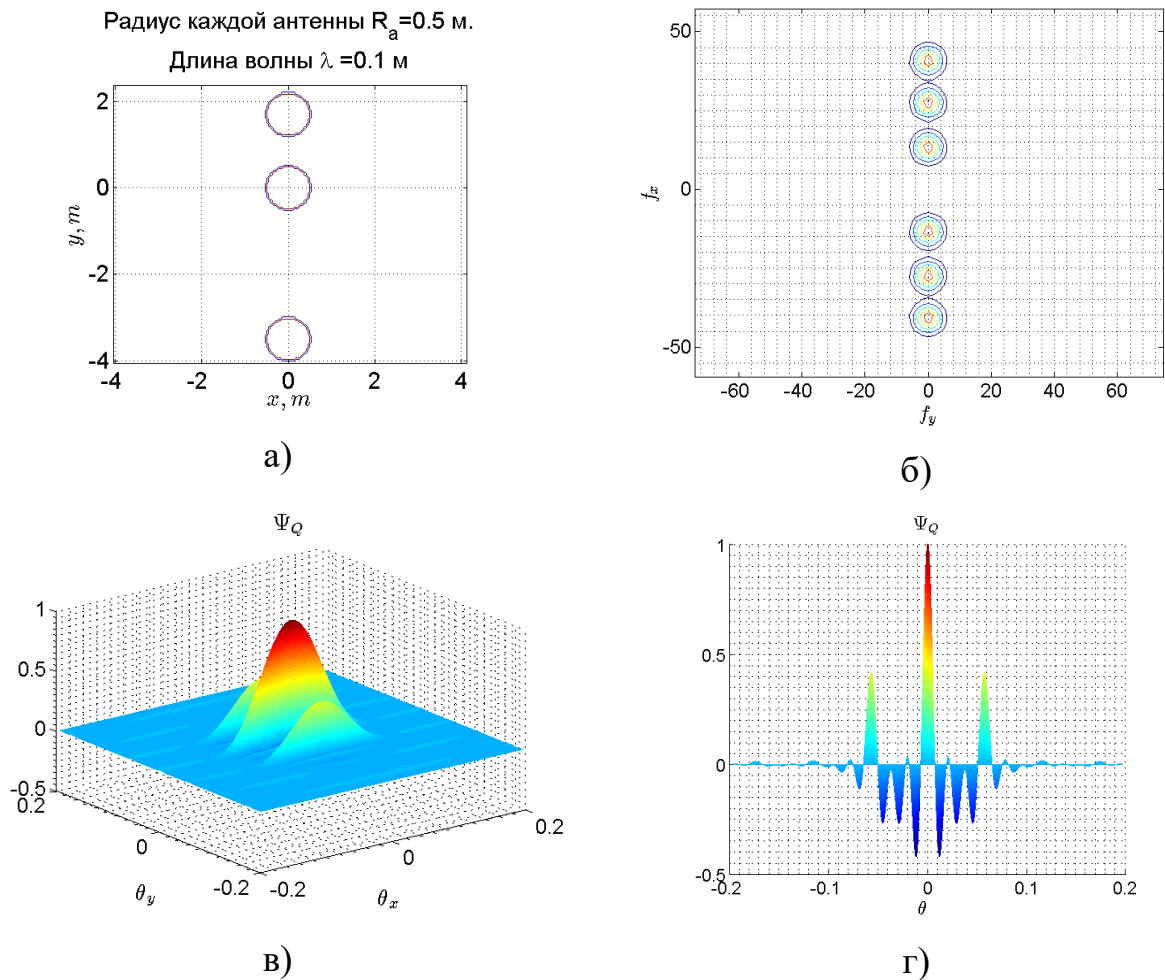 Радиус каждой антенны R_a=0.5 м.
Длина волны λ =0.1 м
2
0
-2
-4
-4 -2 0 2 4
y, m
x, m
а)
50
0
-50
-60 -40 -20 0 20 40 60
f_x
f_y
б)
Ψ_Q
1
0.5
0
-0.5
0.2
0
-0.2
-0.2
0
0.2
θ_y
θ_x
в)
Ψ_Q
1
0.5
0
-0.5
-0.2 -0.1 0 0.1 0.2
θ
г)